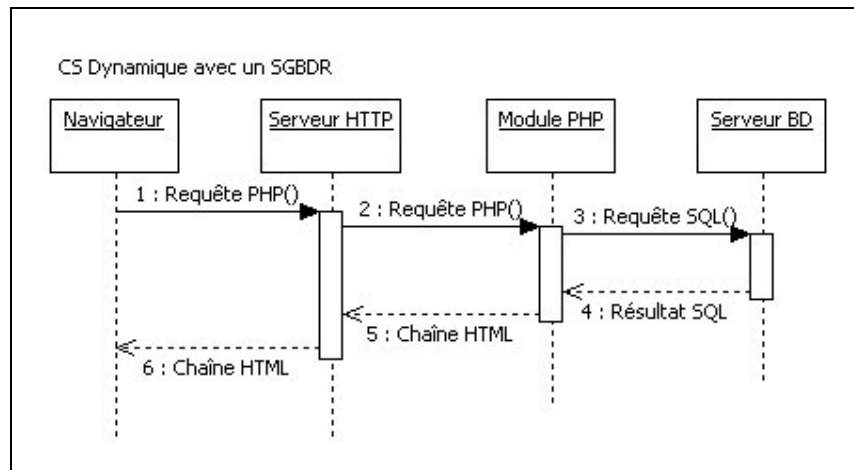 CS Dynamique avec un SGBDR
Navigateur
Serveur HTTP
Module PHP
Serveur BD
1 : Requête PHP()
2 : Requête PHP()
3 : Requête SQL()
4 : Résultat SQL
5 : Chaîne HTML
6 : Chaîne HTML